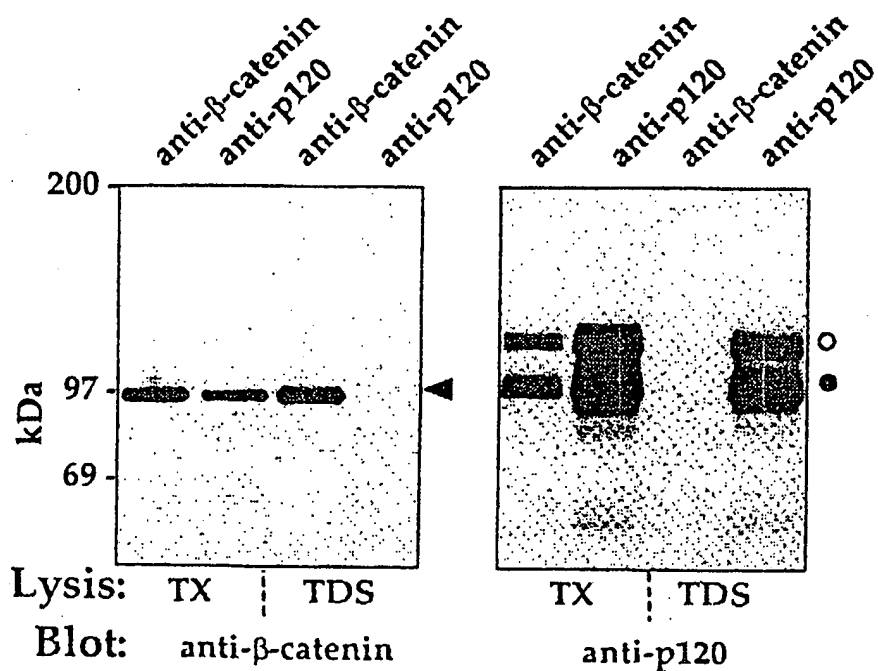 anti-β-catenin
anti-p120
anti-β-catenin
anti-p120
anti-β-catenin
anti-p120
anti-β-catenin
anti-p120
200
97
69
kDa
Lysis: TX TDS TX TDS
Blot: anti-β-catenin anti-p120